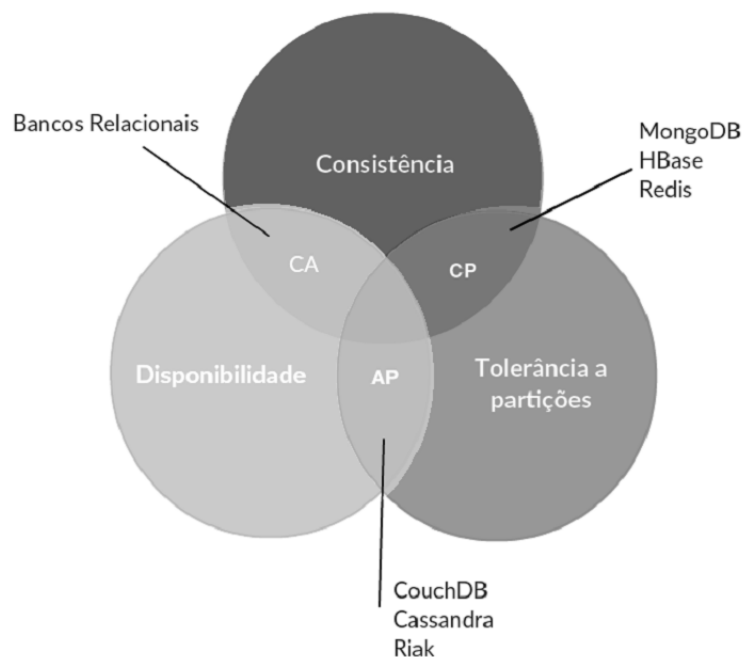 Bancos Relacionais
MongoDB
HBase
Redis
Consistência
CA
CP
Disponibilidade
AP
Tolerância a
partições
CouchDB
Cassandra
Riak